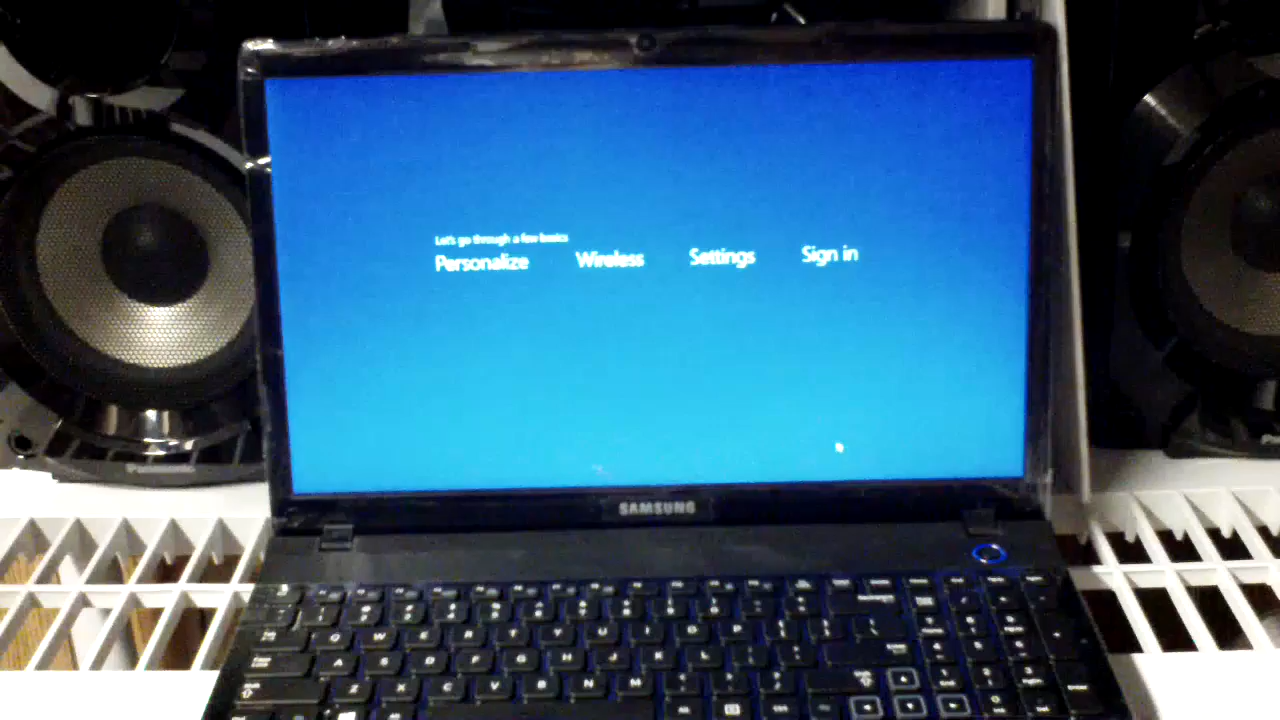 Let's go through a few basics
Personalize Wireless Settings Sign in
SAMSUNG
Q W E R T Y U I O P
A S D F G H J K L
Z X C V B N M